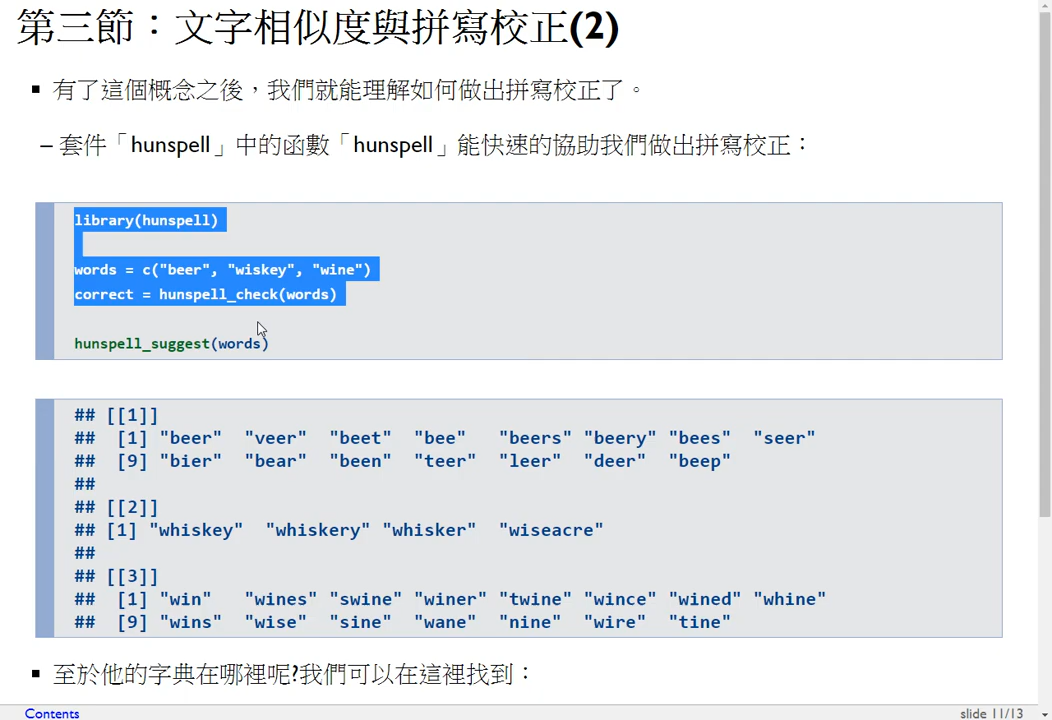 第三節：文字相似度與拼寫校正(2)
▪ 有了這個概念之後，我們就能理解如何做出拼寫校正了。
– 套件「hunspell」中的函數「hunspell」能快速的協助我們做出拼寫校正：
library(hunspell)
words = c("beer", "wiskey", "wine")
correct = hunspell_check(words)
hunspell_suggest(words)
## [[1]]
##  [1] "beer"  "veer"  "beet"  "bee"   "beers" "beery" "bees"  "seer"
##  [9] "bier"  "bear"  "been"  "teer"  "leer"  "deer"  "beep"
##
## [[2]]
## [1] "whiskey"  "whiskery" "whisker"  "wiseacre"
##
## [[3]]
##  [1] "win"   "wines" "swine" "winer" "twine" "wince" "wined" "whine"
##  [9] "wins"  "wise"  "sine"  "wane"  "nine"  "wire"  "tine"
▪ 至於他的字典在哪裡呢?我們可以在這裡找到：
Contents
slide 11/13